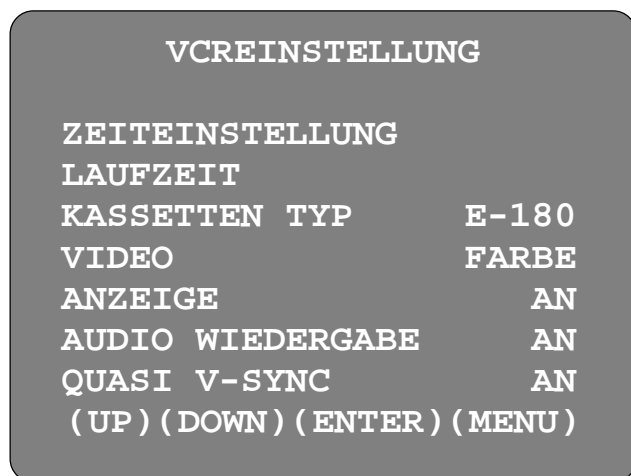 VCREINSTELLUNG
ZEITEINSTELLUNG
LAUFZEIT
KASSETTEN TYP E-180
VIDEO FARBE
ANZEIGE AN
AUDIO WIEDERGABE AN
QUASI V-SYNC AN
(UP)(DOWN)(ENTER)(MENU)